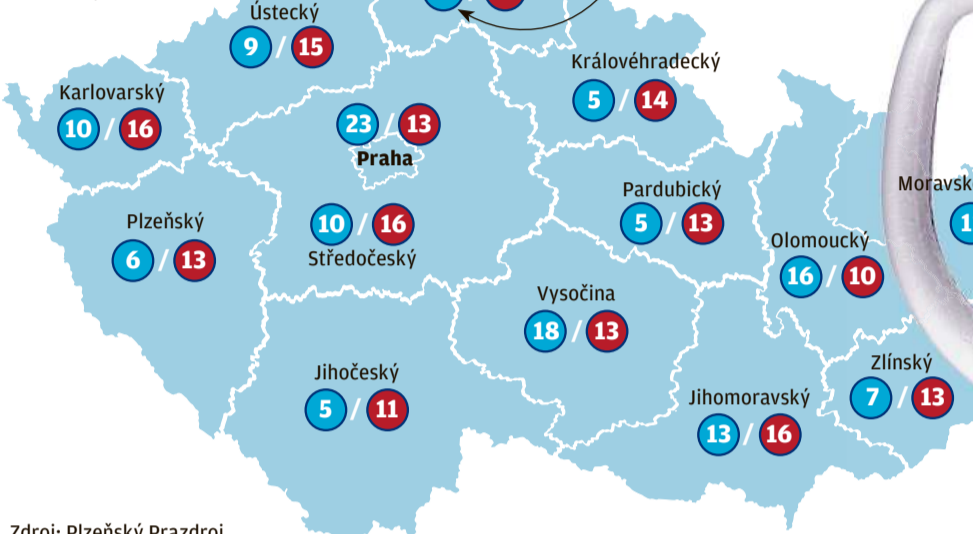 Ústecký
9 / 15
Královéhradecký
5 / 14
Karlovarský
10 / 16
23 / 13
Praha
Pardubický
5 / 13
Plzeňský
6 / 13
10 / 16
Středočeský
Moravsk
1
Olomoucký
16 / 10
Vysočina
18 / 13
Zlínský
7 / 13
Jihočeský
5 / 11
Jihomoravský
13 / 16
Zdroj: Plzeňský Prazdroj